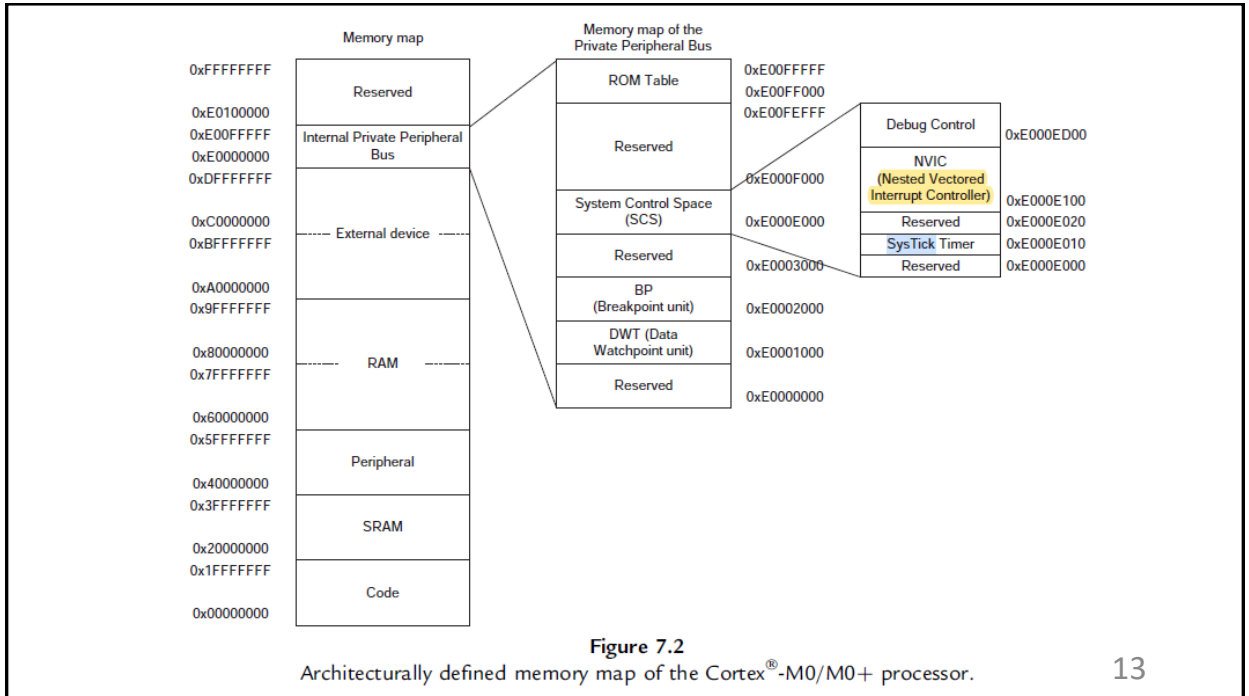 Memory map
0xFFFFFFFF
Reserved
0xE0100000
0xE00FFFFF
Internal Private Peripheral
Bus
0xE0000000
0xDFFFFFFF
0xC0000000
External device
0xBFFFFFFF
0xA0000000
0x9FFFFFFF
0x80000000
RAM
0x7FFFFFFF
0x60000000
0x5FFFFFFF
Peripheral
0x40000000
0x3FFFFFFF
SRAM
0x20000000
0x1FFFFFFF
Code
0x00000000
Memory map of the
Private Peripheral Bus
ROM Table
0xE00FFFFF
0xE00FF000
0xE00FEFFF
Reserved
0xE000F000
System Control Space
(SCS)
0xE000E000
Reserved
0xE0003000
BP
(Breakpoint unit)
0xE0002000
DWT (Data
Watchpoint unit)
0xE0001000
Reserved
0xE0000000
Debug Control
0xE000ED00
NVIC
(Nested Vectored
Interrupt Controller)
0xE000E100
Reserved
0xE000E020
SysTick Timer
0xE000E010
Reserved
0xE000E000
Figure 7.2
Architecturally defined memory map of the Cortex®-M0/M0+ processor.
13